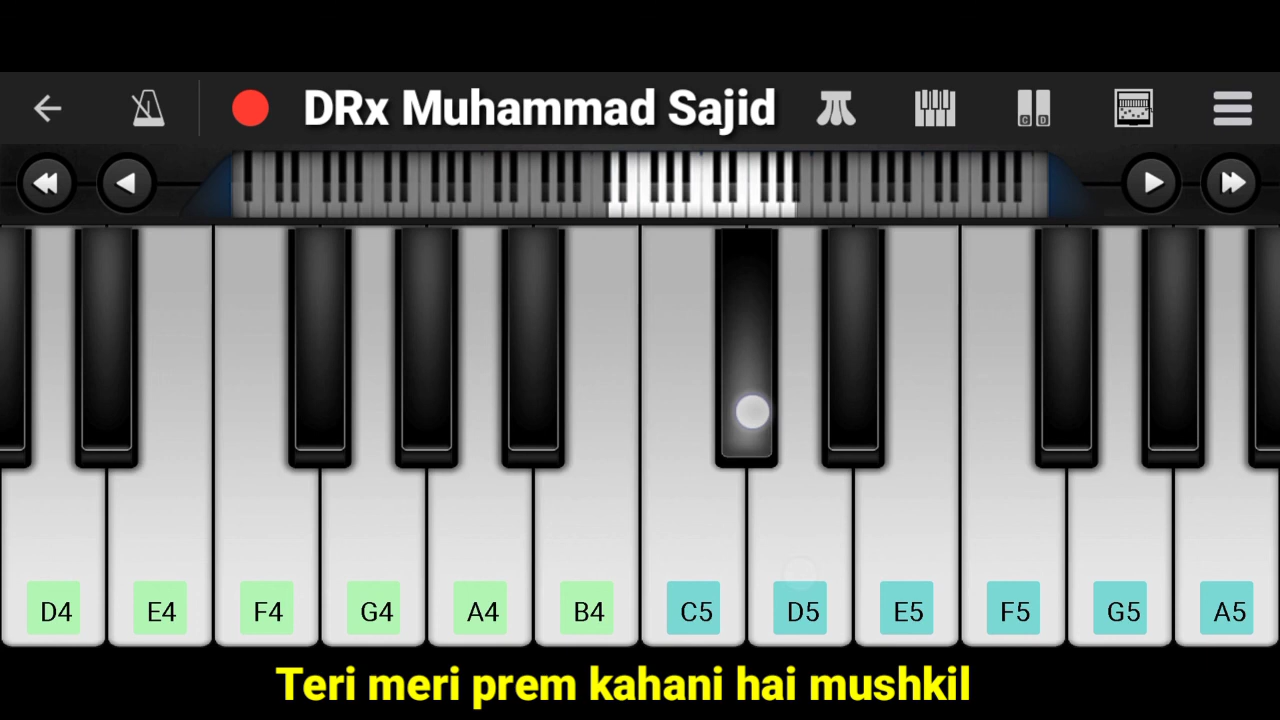 DRx Muhammad Sajid
C D
D4 E4 F4 G4 A4 B4 C5 D5 E5 F5 G5 A5
Teri meri prem kahani hai mushkil